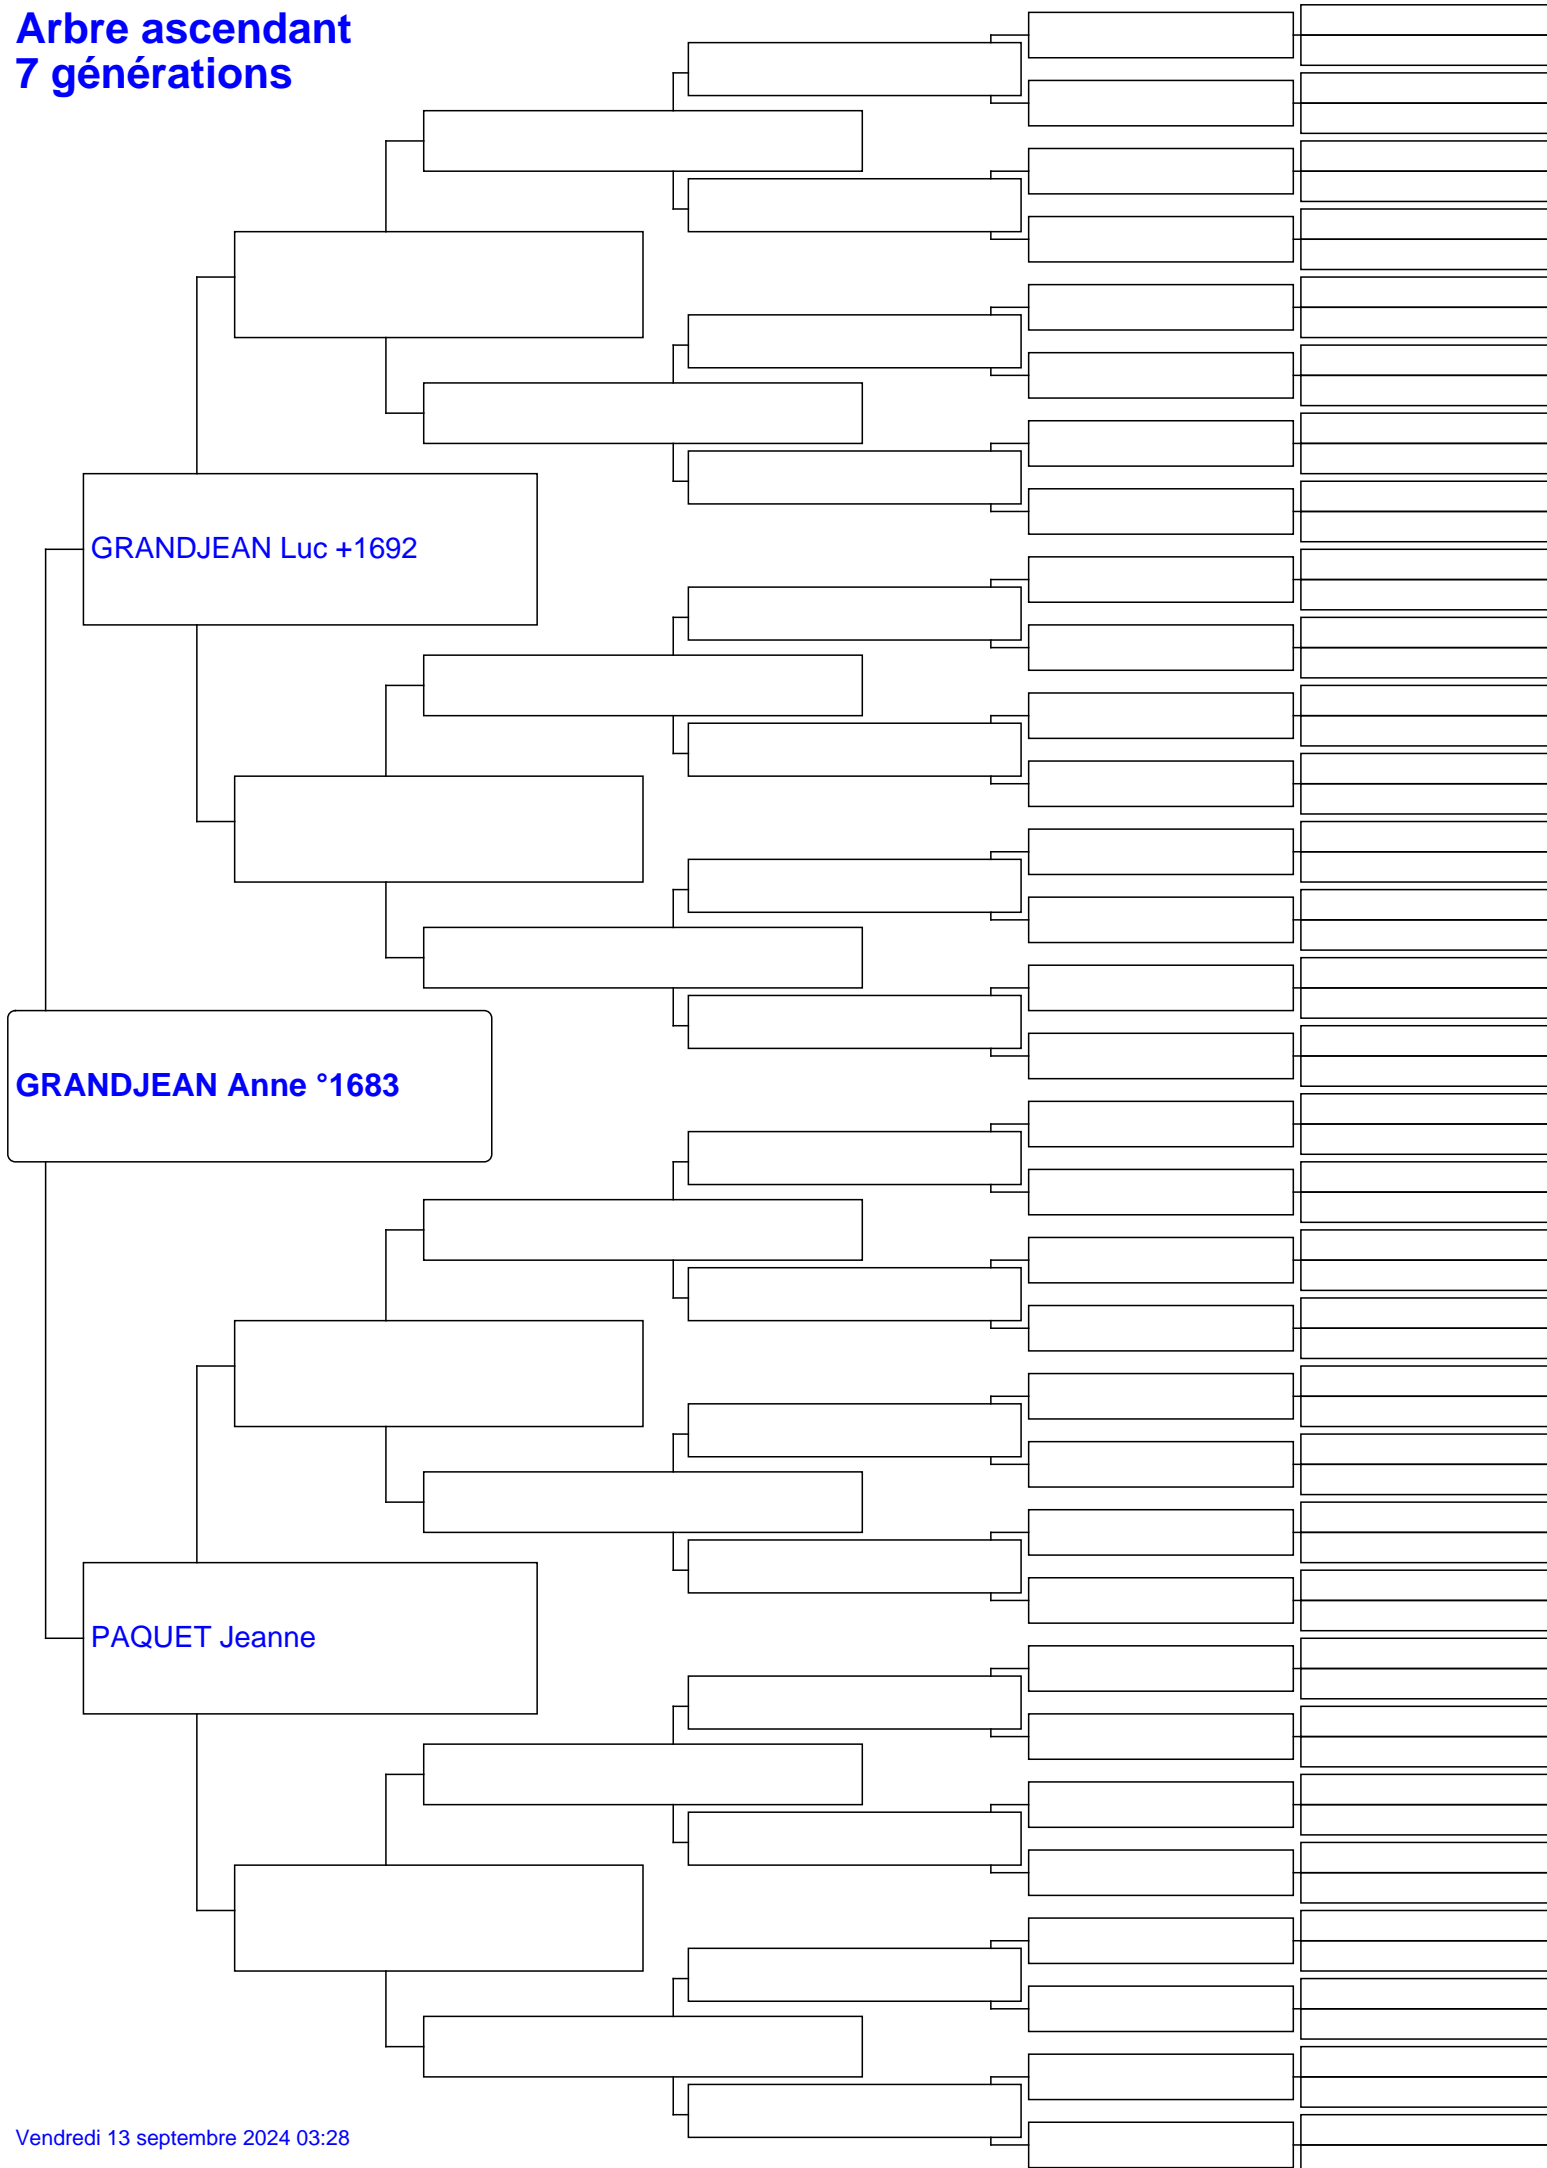 Arbre ascendant
7 générations
GRANDJEAN Luc +1692
GRANDJEAN Anne °1683
PAQUET Jeanne
Vendredi 13 septembre 2024 03:28